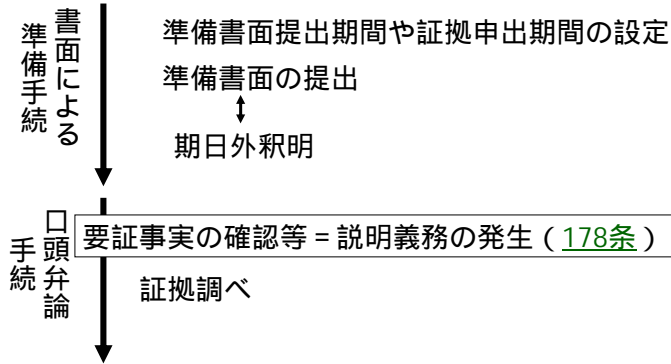 書面による
準備手続
準備書面提出期間や証拠申出期間の設定
準備書面の提出
期日外釈明
口頭弁論
手続
要証事実の確認等＝説明義務の発生（178条）
証拠調べ